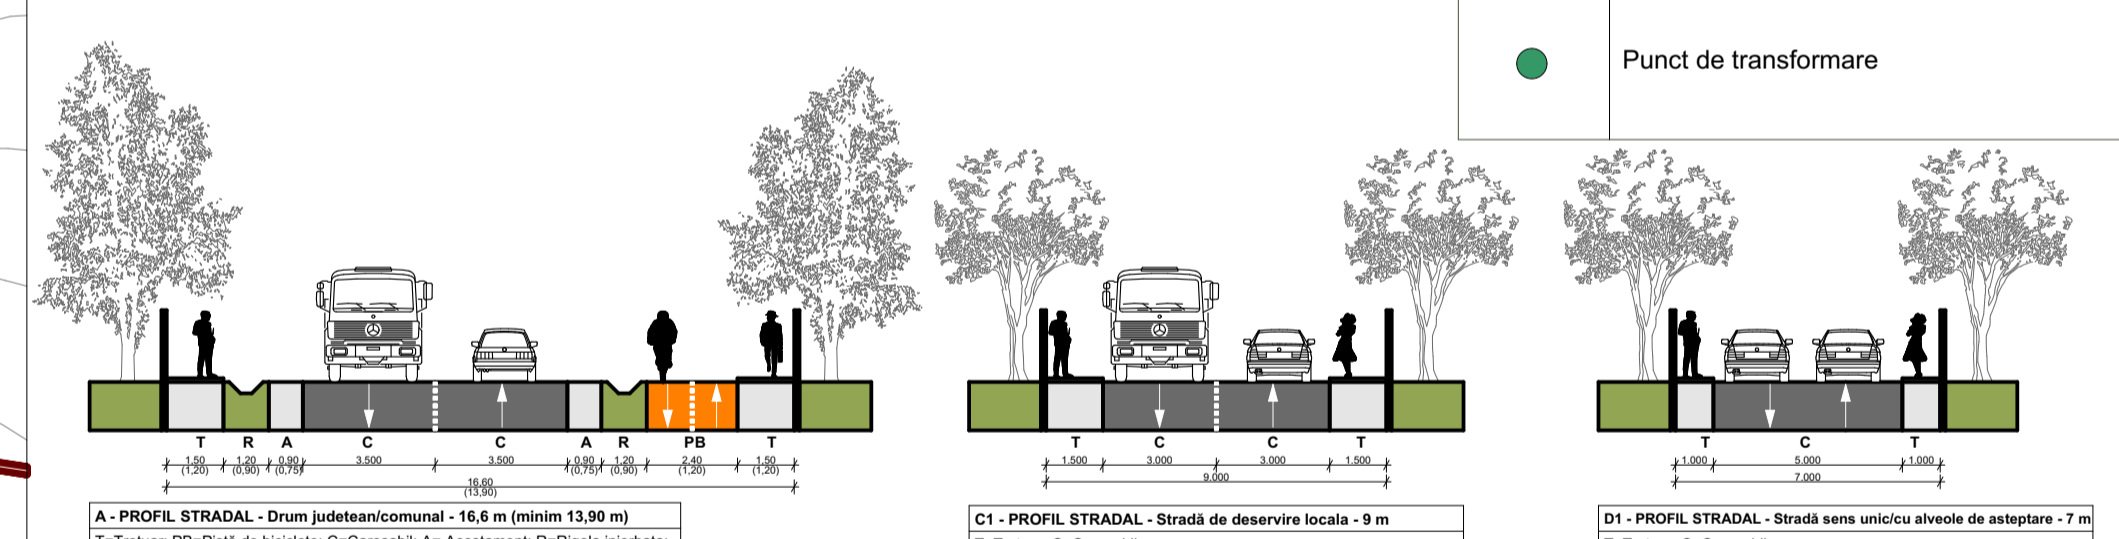 Punct de transformare
T R A C C A R PB T
1,50 1,20 0,90 3.500 3.500 0,90 1,20 2,40 1,50
(1,20) (0,90) (0,75) (0,75) (0,90) (1,20) (1,20)
16,60
(13,90)
A - PROFIL STRADAL - Drum judetean/comunal - 16,6 m (minim 13,90 m)
T C C T
1.500 3.000 3.000 1.500
9.000
C1 - PROFIL STRADAL - Stradă de deservire locala - 9 m
T C T
1.000 5.000 1.000
7.000
D1 - PROFIL STRADAL - Stradă sens unic/cu alveole de asteptare - 7 m